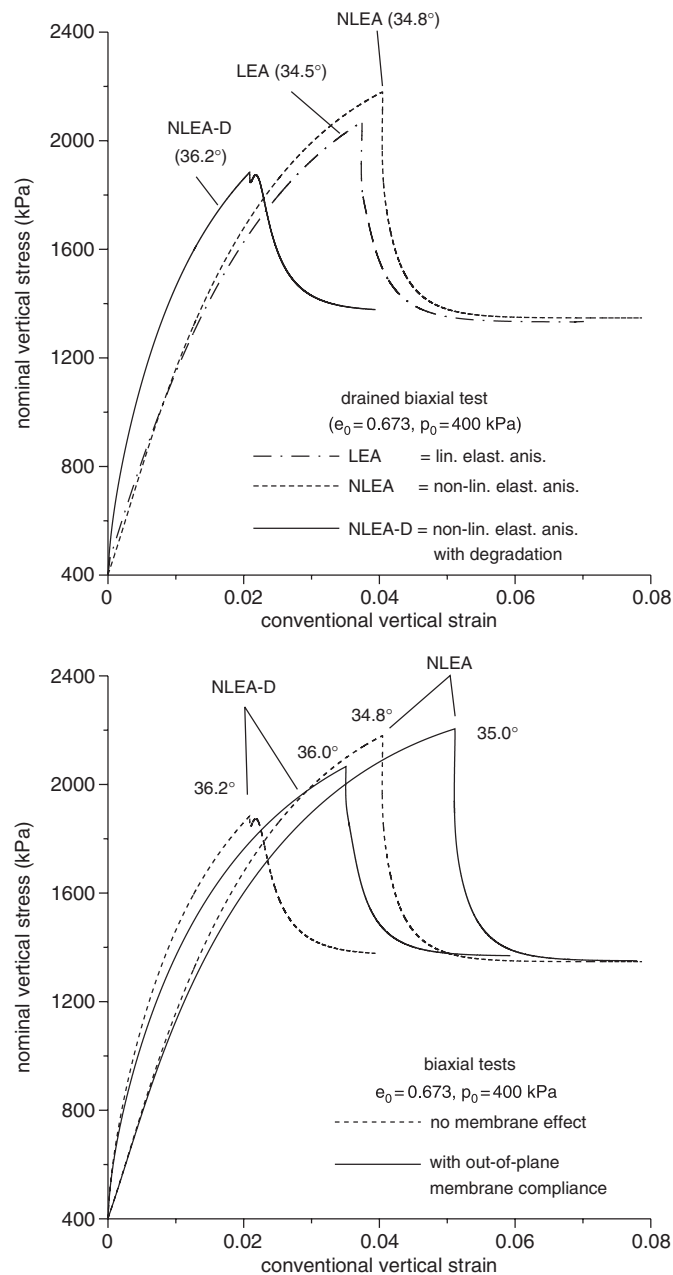 2400
2000
1600
1200
800
400
nominal vertical stress (kPa)
NLEA (34.8°)
LEA (34.5°)
NLEA-D
(36.2°)
drained biaxial test
(e₀ = 0.673, p₀ = 400 kPa)
LEA = lin. elast. anis.
NLEA = non-lin. elast. anis.
NLEA-D = non-lin. elast. anis.
with degradation
0 0.02 0.04 0.06 0.08
conventional vertical strain
2400
2000
1600
1200
800
400
nominal vertical stress (kPa)
NLEA
NLEA-D
34.8°
36.0°
35.0°
36.2°
biaxial tests
e₀ = 0.673, p₀ = 400 kPa
no membrane effect
with out-of-plane
membrane compliance
0 0.02 0.04 0.06 0.08
conventional vertical strain